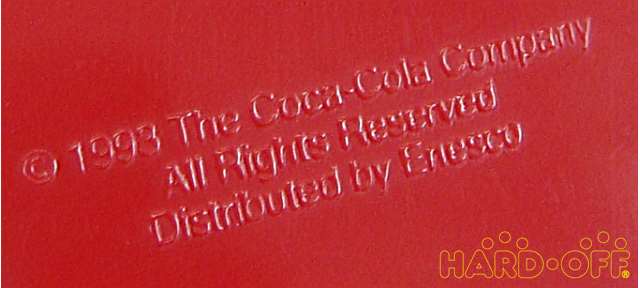 © 1993 The Coca-Cola Company
All Rights Reserved
Distributed by Enesco
HARD-OFF®